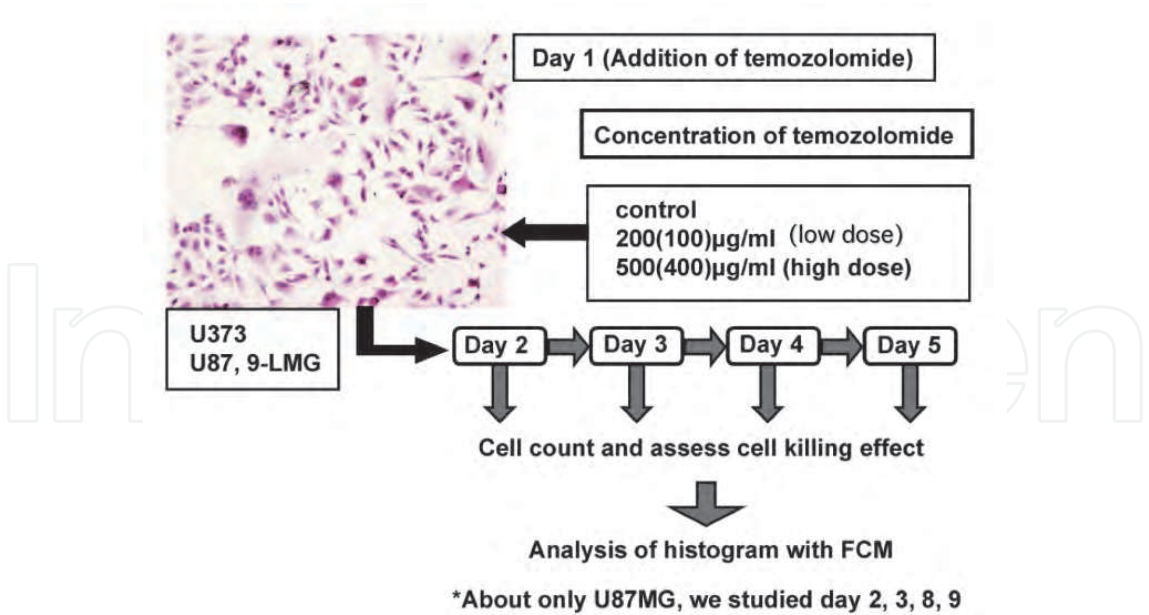 Day 1 (Addition of temozolomide)
Concentration of temozolomide
control
200(100)µg/ml (low dose)
500(400)µg/ml (high dose)
U373
U87, 9-LMG
Day 2
Day 3
Day 4
Day 5
Cell count and assess cell killing effect
Analysis of histogram with FCM
*About only U87MG, we studied day 2, 3, 8, 9